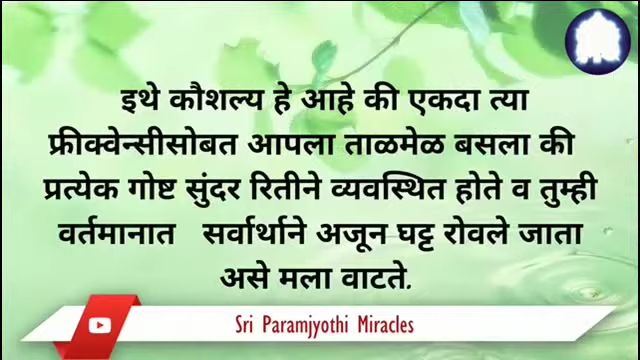 इथे कौशल्य हे आहे की एकदा त्या
फ्रीक्वेन्सीसोबत आपला ताळमेळ बसला की
प्रत्येक गोष्ट सुंदर रितीने व्यवस्थित होते व तुम्ही
वर्तमानात सर्वार्थाने अजून घट्ट रोवले जाता
असे मला वाटते.
Sri Paramjyothi Miracles